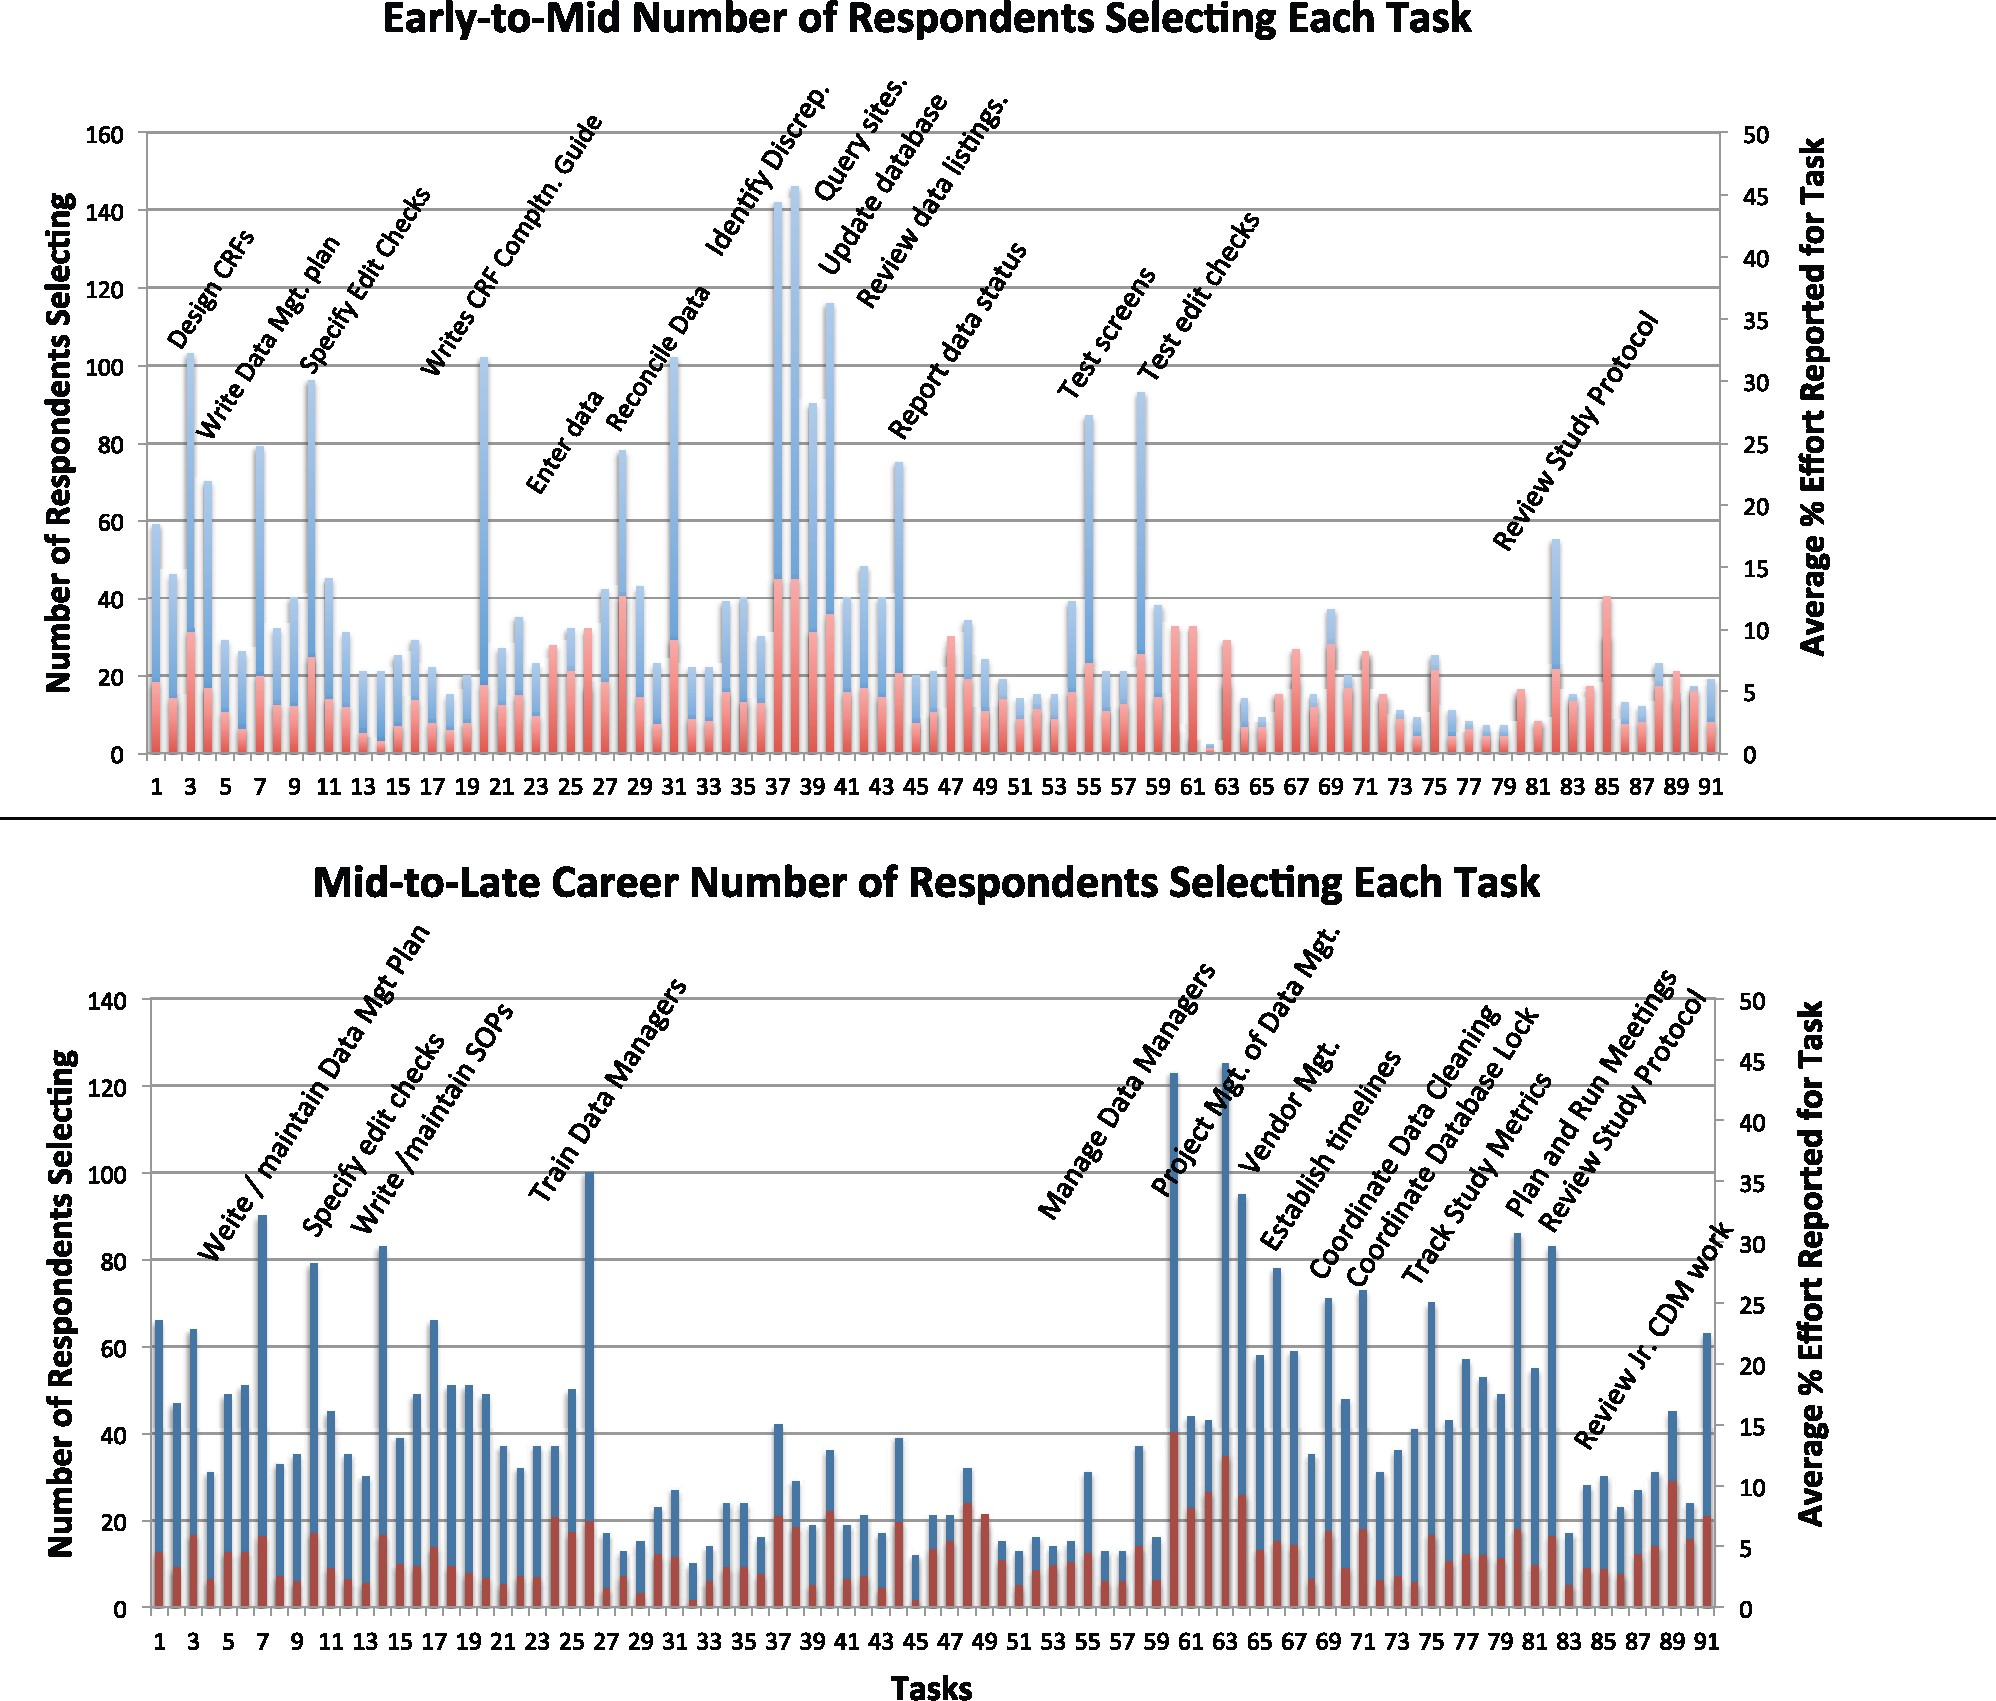 Early-to-Mid Number of Respondents Selecting Each Task
Number of Respondents Selecting
160
140
120
100
80
60
40
20
0
Design CRFs
Write Data Mgt. plan
Specify Edit Checks
Writes CRF Compltn. Guide
Enter data
Reconcile Data
Identify Discrep.
Query sites.
Update database
Review data listings.
Report data status
Test screens
Test edit checks
Review Study Protocol
50
45
40
35
30
25
20
15
10
5
0
Average % Effort Reported for Task
1 3 5 7 9 11 13 15 17 19 21 23 25 27 29 31 33 35 37 39 41 43 45 47 49 51 53 55 57 59 61 63 65 67 69 71 73 75 77 79 81 83 85 87 89 91
Mid-to-Late Career Number of Respondents Selecting Each Task
Number of Respondents Selecting
140
120
100
80
60
40
20
0
Weite / maintain Data Mgt Plan
Specify edit checks
Write /maintain SOPs
Train Data Managers
Manage Data Managers
Project Mgt. of Data Mgt.
Vendor Mgt.
Establish timelines
Coordinate Data Cleaning
Coordinate Database Lock
Track Study Metrics
Plan and Run Meetings
Review Study Protocol
Review Jr. CDM work
50
45
40
35
30
25
20
15
10
5
0
Average % Effort Reported for Task
1 3 5 7 9 11 13 15 17 19 21 23 25 27 29 31 33 35 37 39 41 43 45 47 49 51 53 55 57 59 61 63 65 67 69 71 73 75 77 79 81 83 85 87 89 91
Tasks